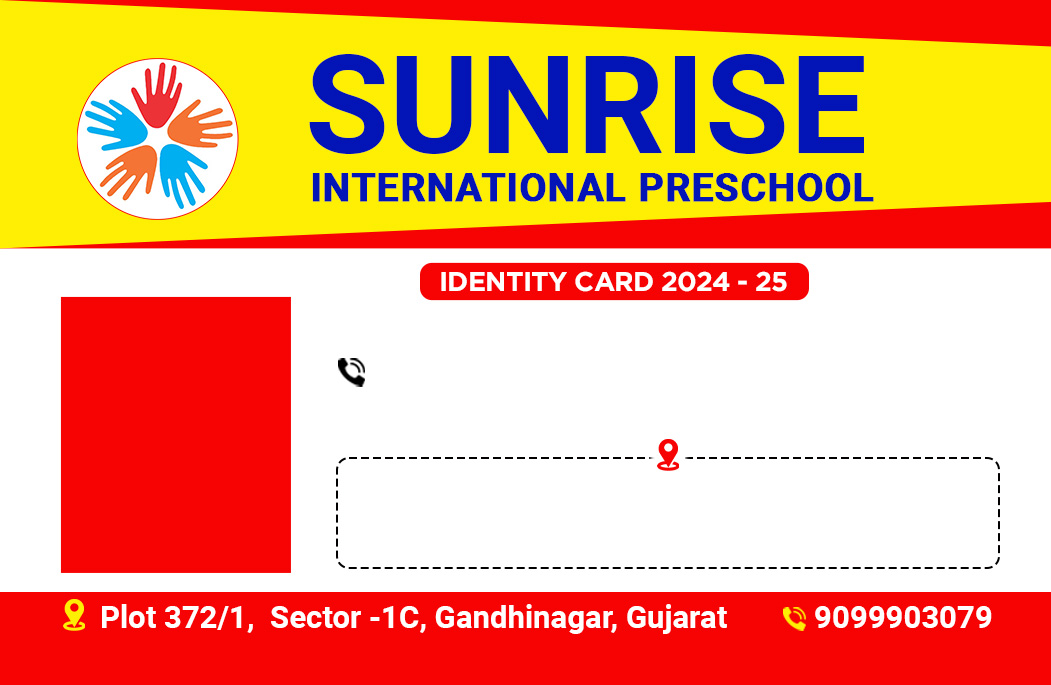 SUNRISE
INTERNATIONAL PRESCHOOL
IDENTITY CARD 2024 - 25
Plot 372/1, Sector -1C, Gandhinagar, Gujarat
9099903079